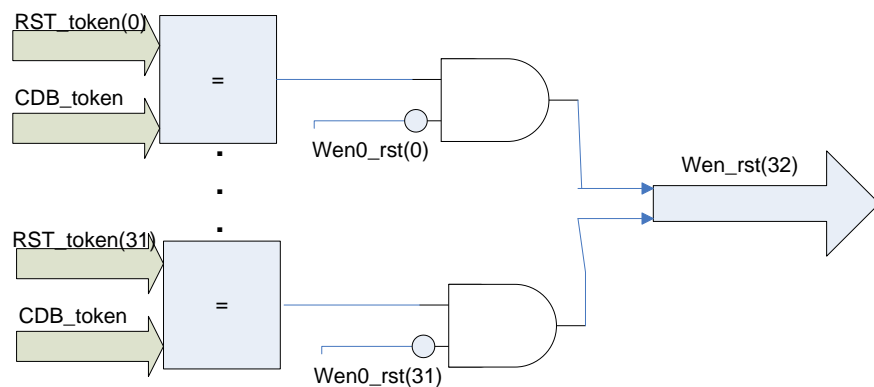 RST_token(0)
=
CDB_token
Wen0_rst(0)
Wen_rst(32)
RST_token(31)
=
CDB_token
Wen0_rst(31)